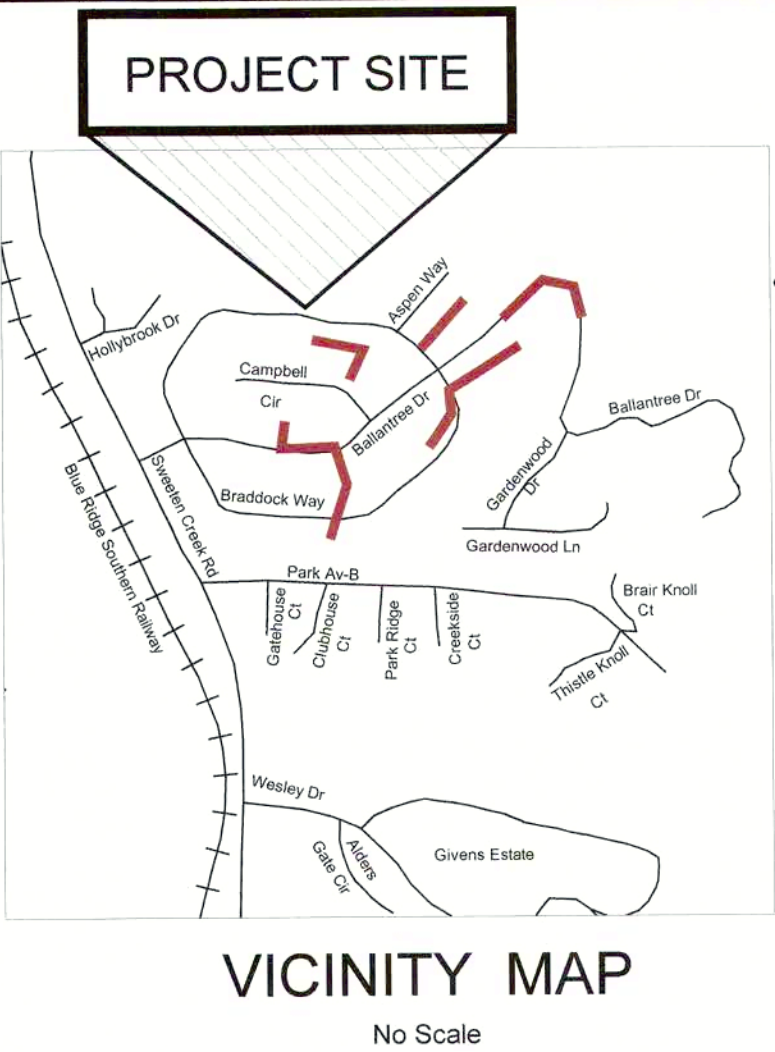 PROJECT SITE
Aspen Way
Hollybrook Dr
Campbell
Cir
Ballantree Dr
Ballantree Dr
Gardenwood
Dr
Braddock Way
Sweeten Creek Rd
Blue Ridge Southern Railway
Gardenwood Ln
Park Av-B
Gatehouse
Ct
Clubhouse
Ct
Park Ridge
Ct
Creekside
Ct
Brair Knoll
Ct
Thistle Knoll
Ct
Wesley Dr
Alders
Gate Cir
Givens Estate
VICINITY MAP
No Scale